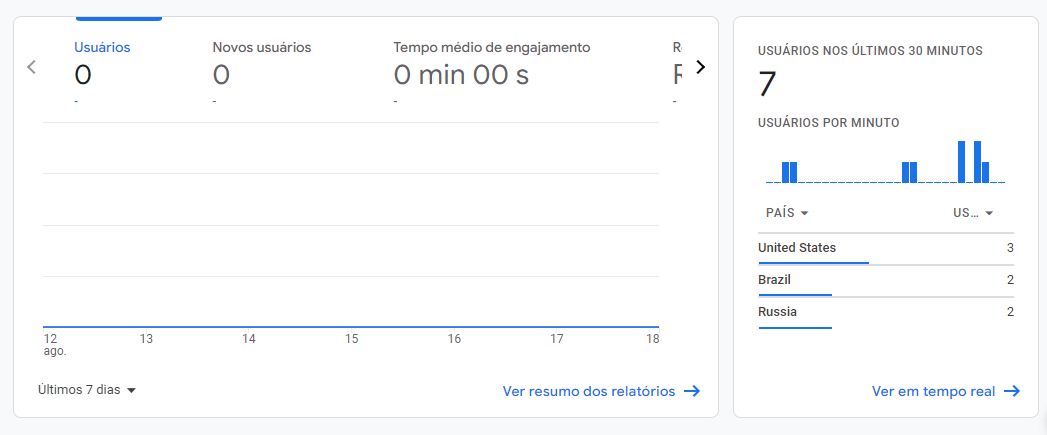 Usuários
0
-
Novos usuários
0
-
Tempo médio de engajamento
0 min 00 s
-
R
R
-
12
ago.
13
14
15
16
17
18
Últimos 7 dias
Ver resumo dos relatórios
USUÁRIOS NOS ÚLTIMOS 30 MINUTOS
7
USUÁRIOS POR MINUTO
PAÍS US…
United States 3
Brazil 2
Russia 2
Ver em tempo real